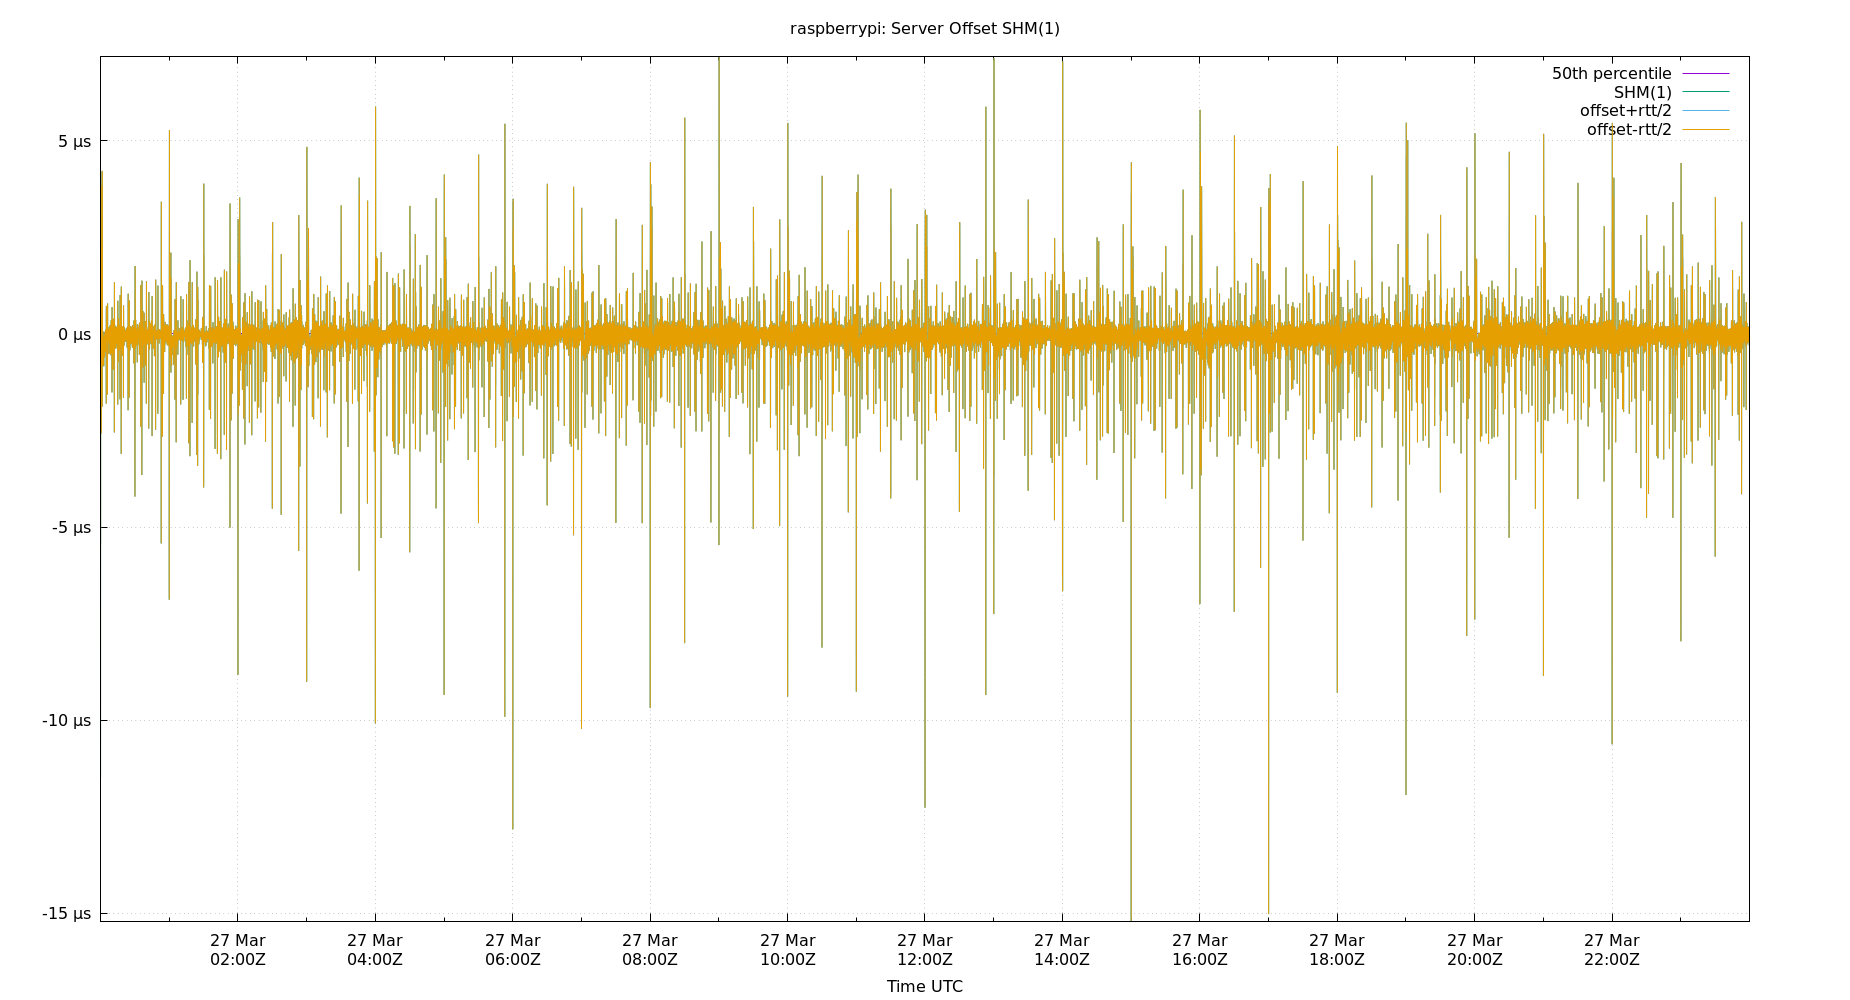 raspberrypi: Server Offset SHM(1)
50th percentile
SHM(1)
offset+rtt/2
offset-rtt/2
5 µs
0 µs
-5 µs
-10 µs
-15 µs
27 Mar 27 Mar 27 Mar 27 Mar 27 Mar 27 Mar 27 Mar 27 Mar 27 Mar 27 Mar 27 Mar
02:00Z 04:00Z 06:00Z 08:00Z 10:00Z 12:00Z 14:00Z 16:00Z 18:00Z 20:00Z 22:00Z
Time UTC